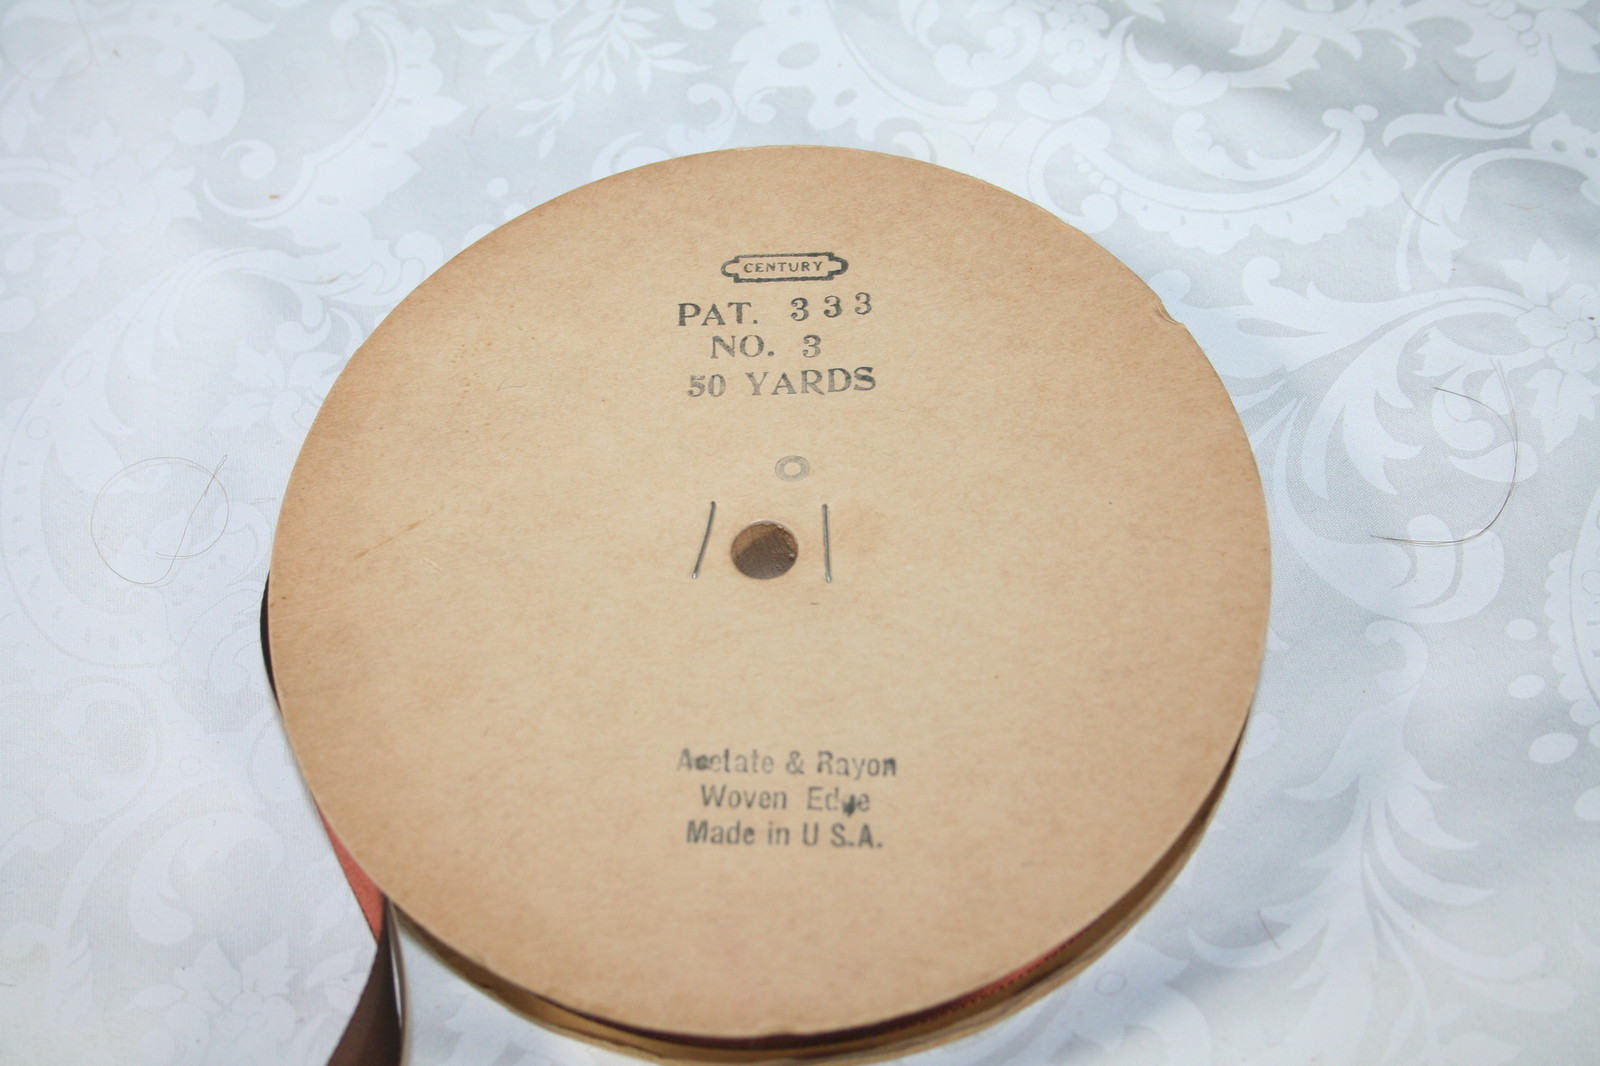 CENTURY
PAT. 333
NO. 3
50 YARDS
Acetate & Rayon
Woven Edge
Made in U S.A.